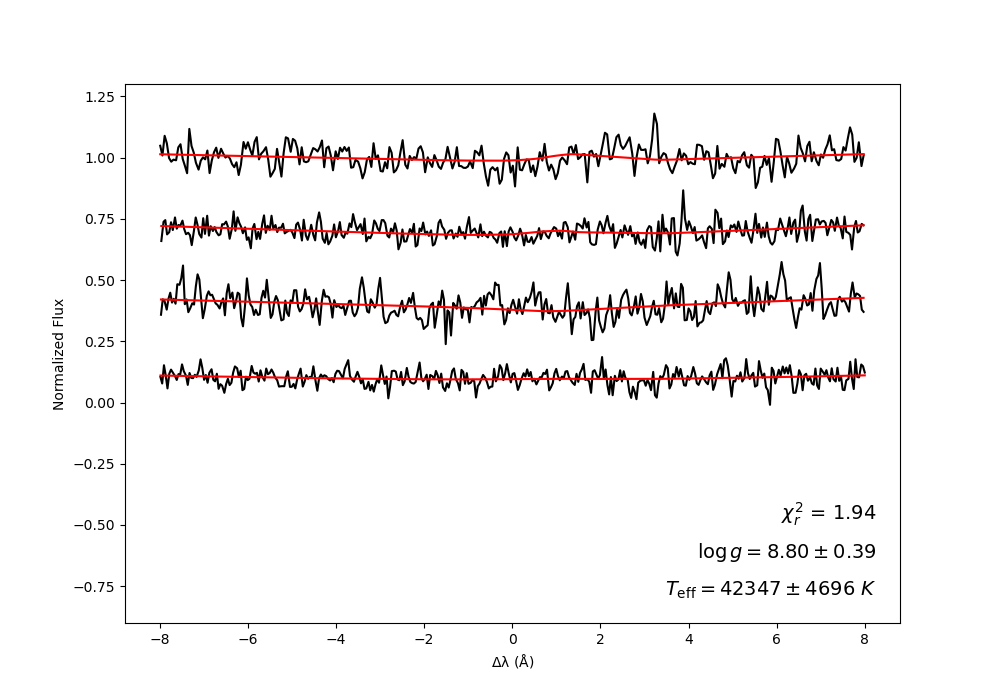 1.25
1.00
0.75
0.50
0.25
0.00
−0.25
−0.50
−0.75
Normalized Flux
χ²ᵣ = 1.94
log g = 8.80 ± 0.39
T_eff = 42347 ± 4696 K
−8 −6 −4 −2 0 2 4 6 8
Δλ (Å)